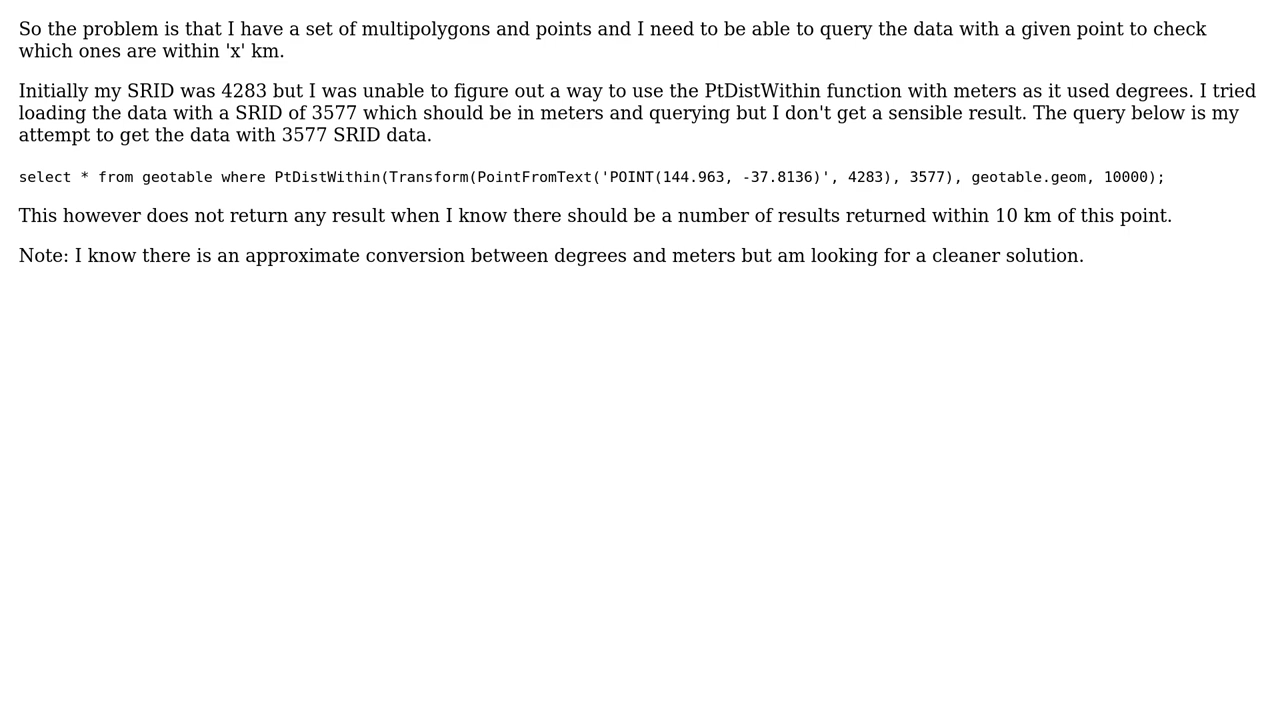 So the problem is that I have a set of multipolygons and points and I need to be able to query the data with a given point to check
which ones are within 'x' km.
Initially my SRID was 4283 but I was unable to figure out a way to use the PtDistWithin function with meters as it used degrees. I tried
loading the data with a SRID of 3577 which should be in meters and querying but I don't get a sensible result. The query below is my
attempt to get the data with 3577 SRID data.
select * from geotable where PtDistWithin(Transform(PointFromText('POINT(144.963, -37.8136)', 4283), 3577), geotable.geom, 10000);
This however does not return any result when I know there should be a number of results returned within 10 km of this point.
Note: I know there is an approximate conversion between degrees and meters but am looking for a cleaner solution.